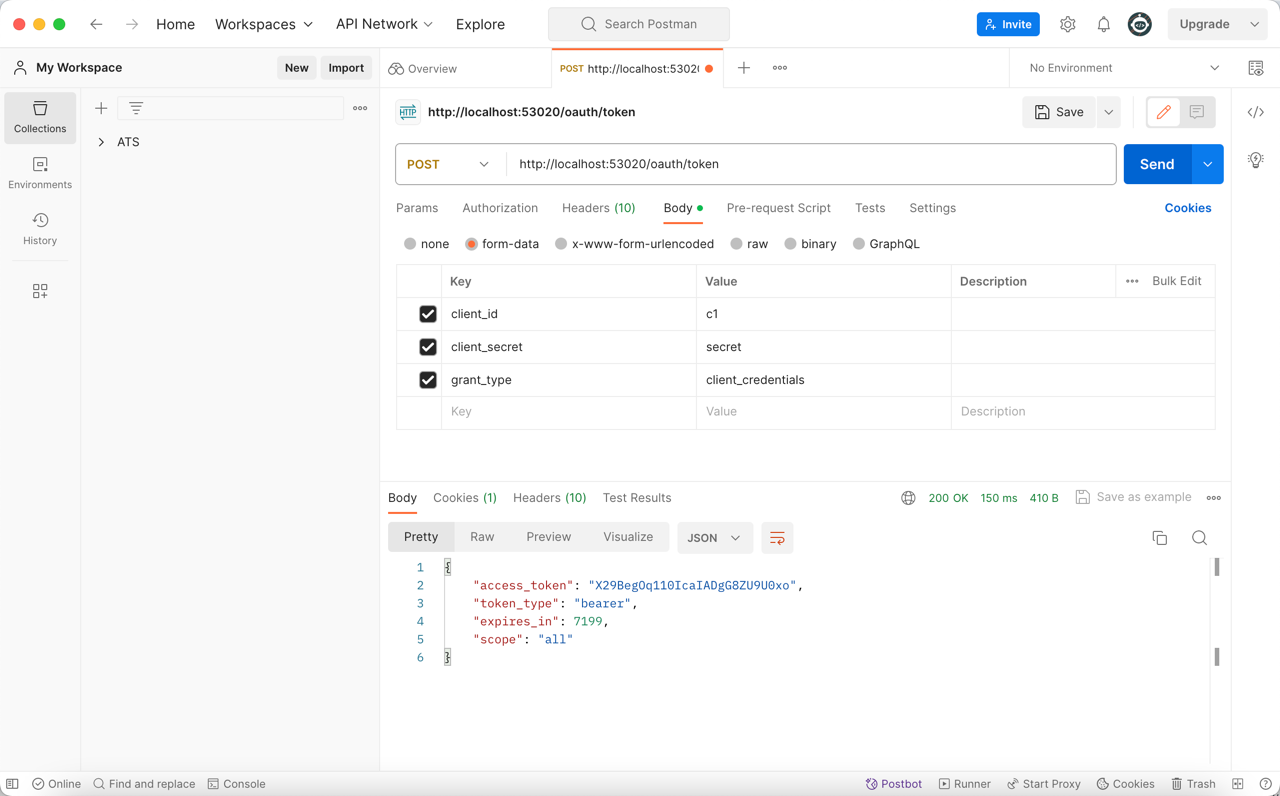 Home
Workspaces
API Network
Explore
Search Postman
Invite
Upgrade
My Workspace
New
Import
Overview
POST http://localhost:5302
No Environment
Collections
Environments
History
ATS
HTTP
http://localhost:53020/oauth/token
Save
POST
http://localhost:53020/oauth/token
Send
Params
Authorization
Headers (10)
Body
Pre-request Script
Tests
Settings
Cookies
none
form-data
x-www-form-urlencoded
raw
binary
GraphQL
Key Value Description Bulk Edit
client_id c1
client_secret secret
grant_type client_credentials
Key Value Description
Body
Cookies (1)
Headers (10)
Test Results
200 OK
150 ms
410 B
Save as example
Pretty
Raw
Preview
Visualize
JSON
1 {
2 "access_token": "X29BegOq110IcaIADgG8ZU9U0xo",
3 "token_type": "bearer",
4 "expires_in": 7199,
5 "scope": "all"
6 }
Online
Find and replace
Console
Postbot
Runner
Start Proxy
Cookies
Trash